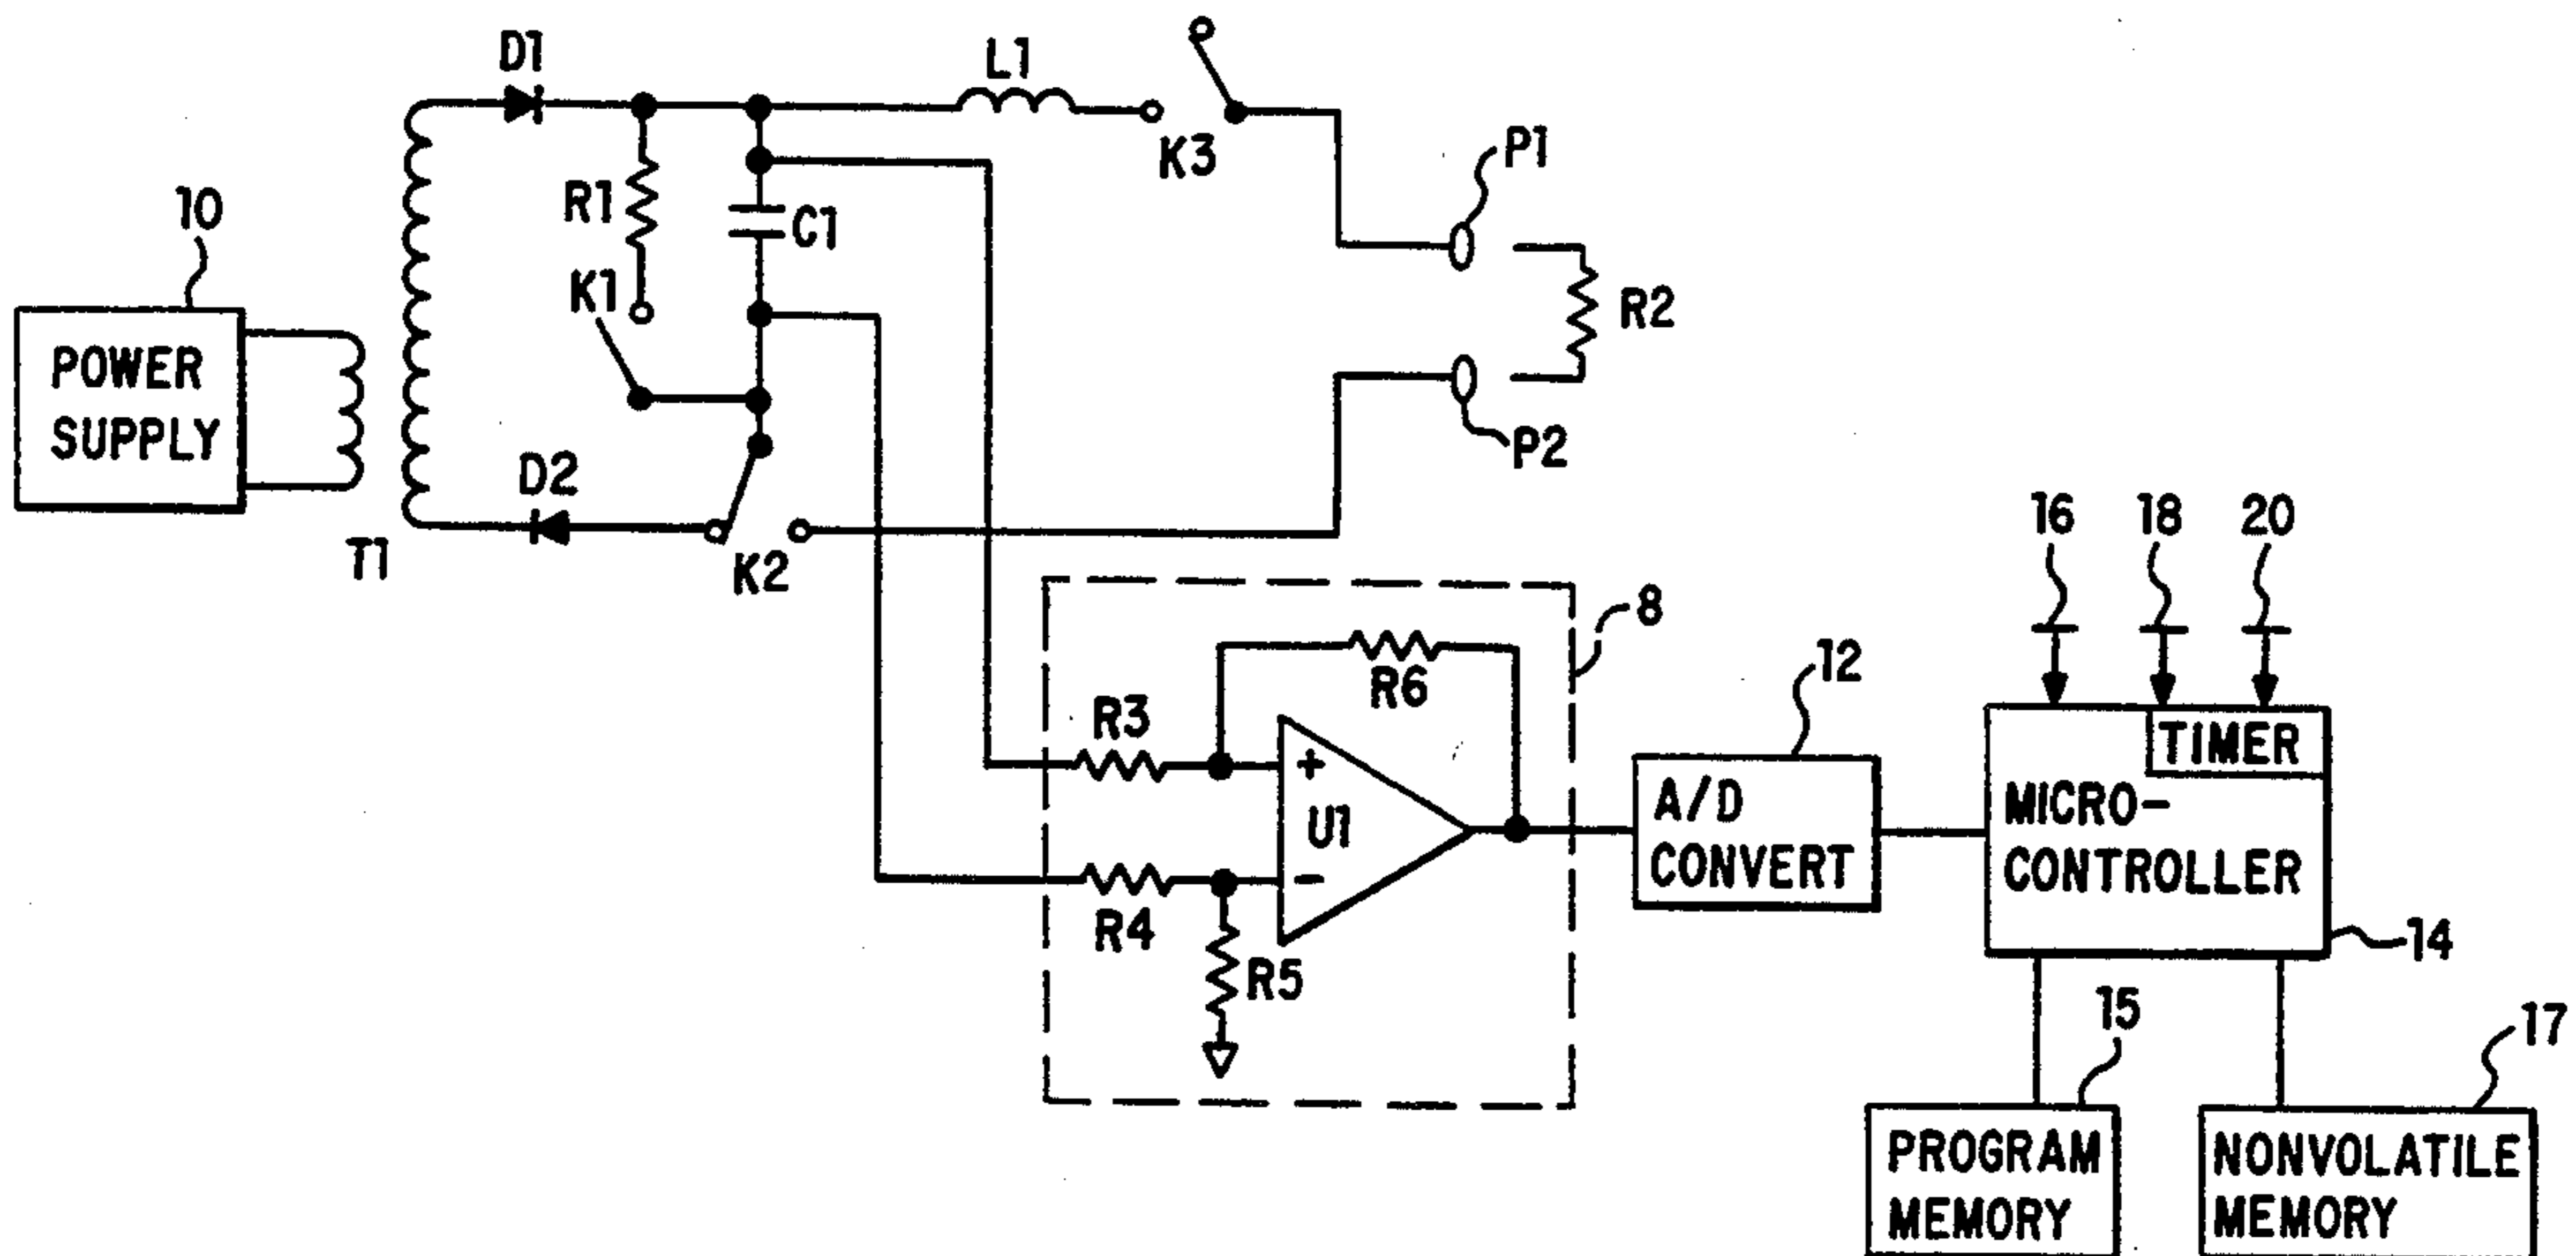 D1
L1
K3
P1
10
R1
C1
K1
R2
POWER
SUPPLY
D2
P2
T1
K2
16
18
20
8
R6
12
R3
TIMER
+
U1
A/D
CONVERT
MICRO-
CONTROLLER
−
R4
R5
14
15
17
PROGRAM
MEMORY
NONVOLATILE
MEMORY